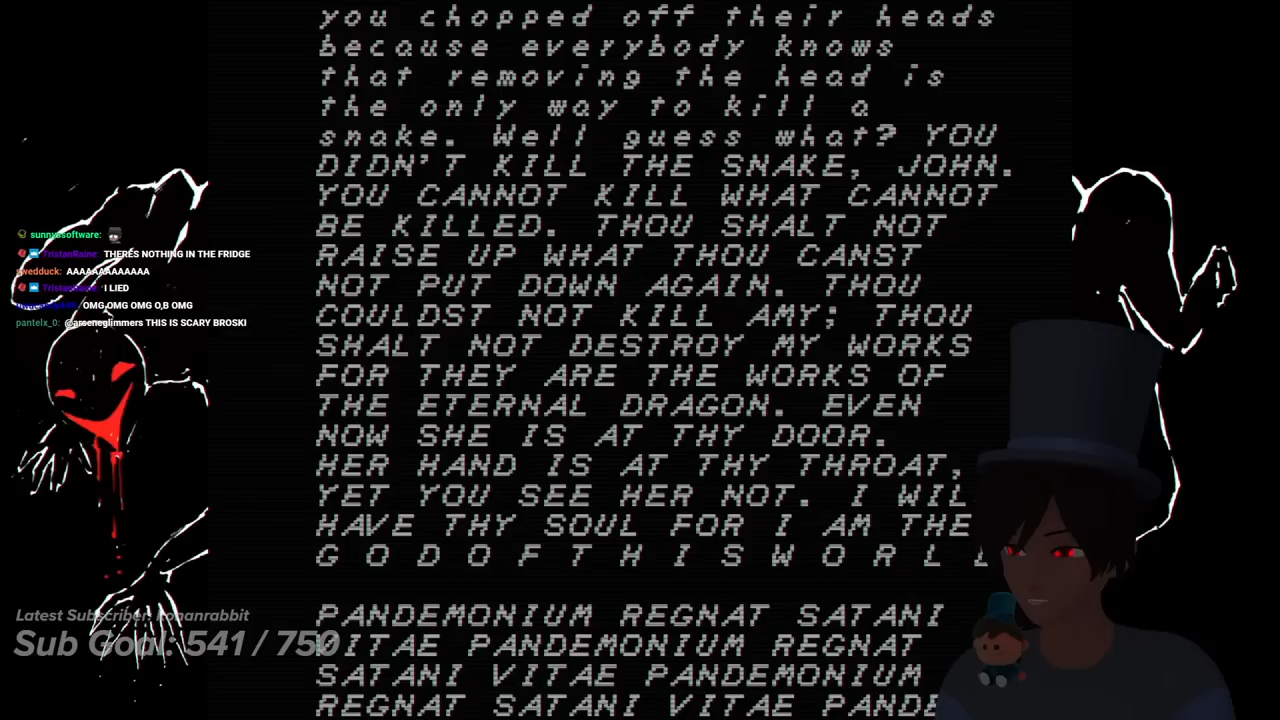 you chopped off their heads
because everybody knows
that removing the head is
the only way to kill a
snake. Well guess what? YOU
DIDN'T KILL THE SNAKE, JOHN.
YOU CANNOT KILL WHAT CANNOT
BE KILLED. THOU SHALT NOT
RAISE UP WHAT THOU CANST
NOT PUT DOWN AGAIN. THOU
COULDST NOT KILL AMY; THOU
SHALT NOT DESTROY MY WORKS
FOR THEY ARE THE WORKS OF
THE ETERNAL DRAGON. EVEN
NOW SHE IS AT THY DOOR.
HER HAND IS AT THY THROAT,
YET YOU SEE HER NOT. I WIL
HAVE THY SOUL FOR I AM THE
G O D O F T H I S W O R L
PANDEMONIUM REGNAT SATANI
VITAE PANDEMONIUM REGNAT
SATANI VITAE PANDEMONIUM
REGNAT SATANI VITAE PANDE
sunnyssoftware:
TristanRaine: THERES NOTHING IN THE FRIDGE
swedduck: AAAAAAAAAAAAA
TristanRaine: I LIED
OMG OMG OMG O,B OMG
pantelx_0: @arseneglimmers THIS IS SCARY BROSKI
Latest Subscriber: konanrabbit
Sub Goal: 541 / 750